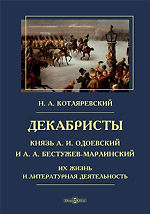 Н. А. КОТЛЯРЕВСКИЙ
ДЕКАБРИСТЫ
КНЯЗЬ А. И. ОДОЕВСКИЙ
И А. А. БЕСТУЖЕВ-МАРЛИНСКИЙ
ИХ ЖИЗНЬ
И ЛИТЕРАТУРНАЯ ДЕЯТЕЛЬНОСТЬ